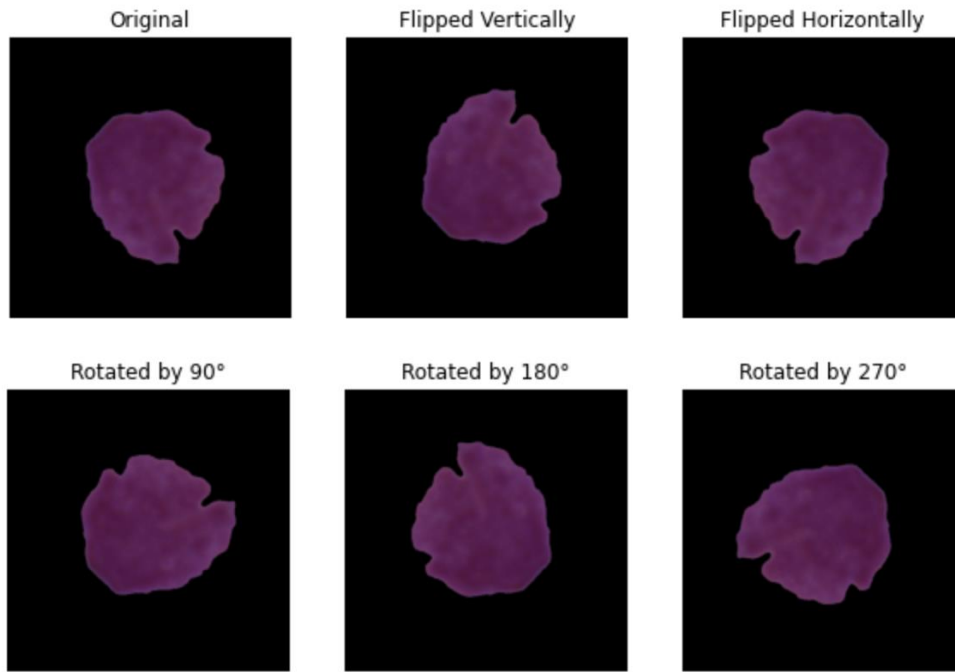 Original
Flipped Vertically
Flipped Horizontally
Rotated by 90°
Rotated by 180°
Rotated by 270°